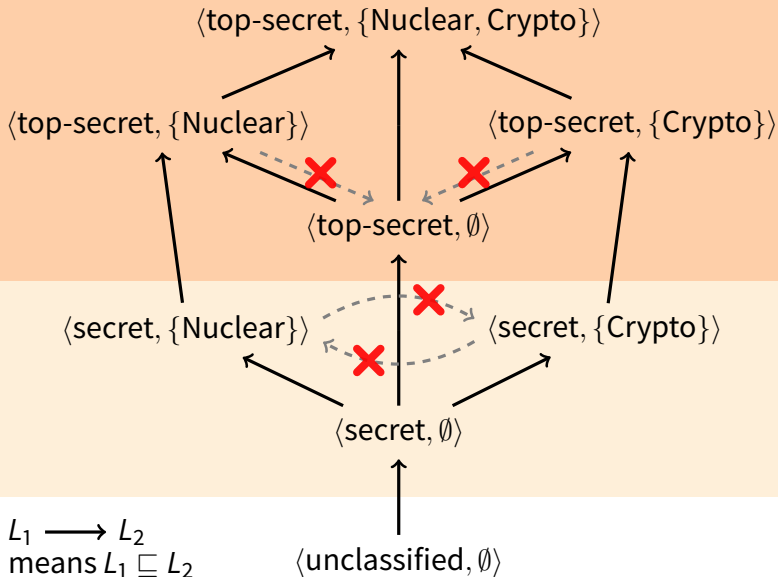 ⟨top-secret, {Nuclear, Crypto}⟩
⟨top-secret, {Nuclear}⟩
⟨top-secret, {Crypto}⟩
⟨top-secret, ∅⟩
⟨secret, {Nuclear}⟩
⟨secret, {Crypto}⟩
⟨secret, ∅⟩
L₁ ⟶ L₂
means L₁ ⊑ L₂
⟨unclassified, ∅⟩